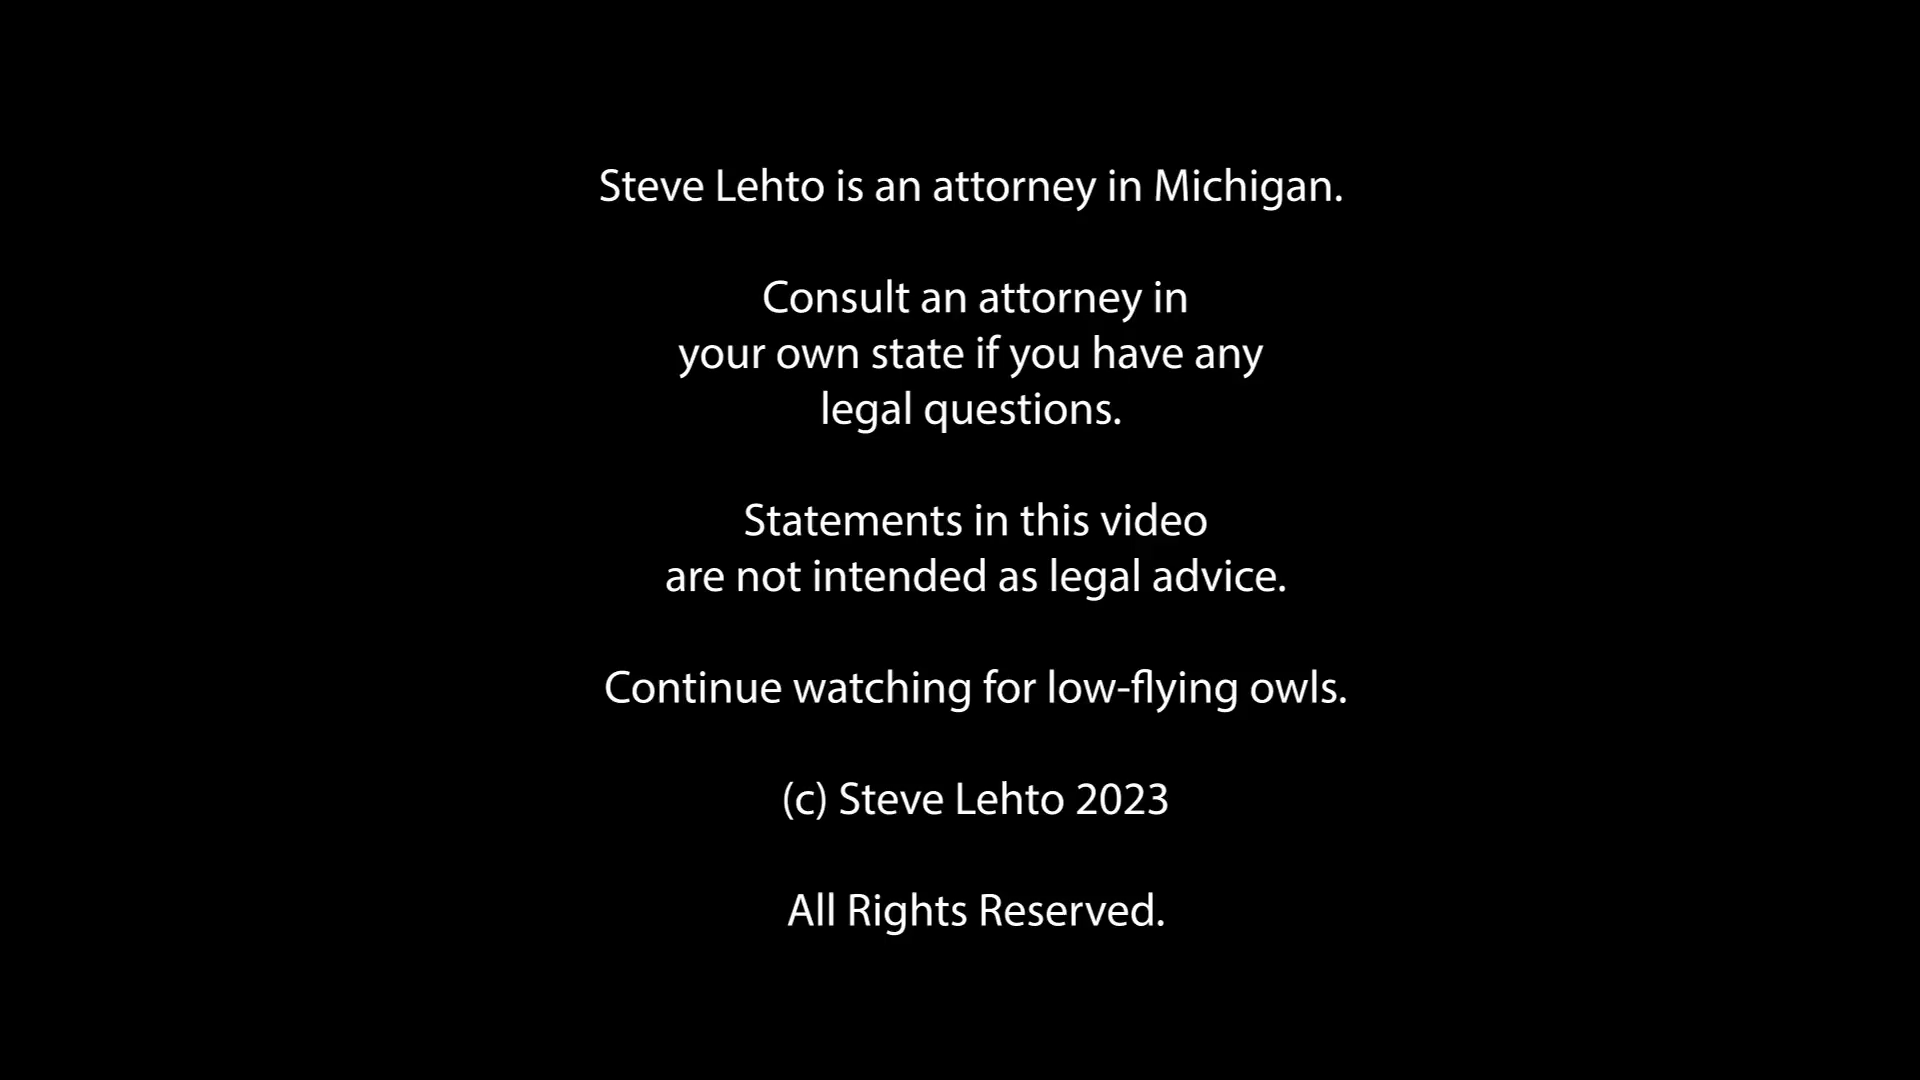 Steve Lehto is an attorney in Michigan.
Consult an attorney in
your own state if you have any
legal questions.
Statements in this video
are not intended as legal advice.
Continue watching for low-flying owls.
(c) Steve Lehto 2023
All Rights Reserved.